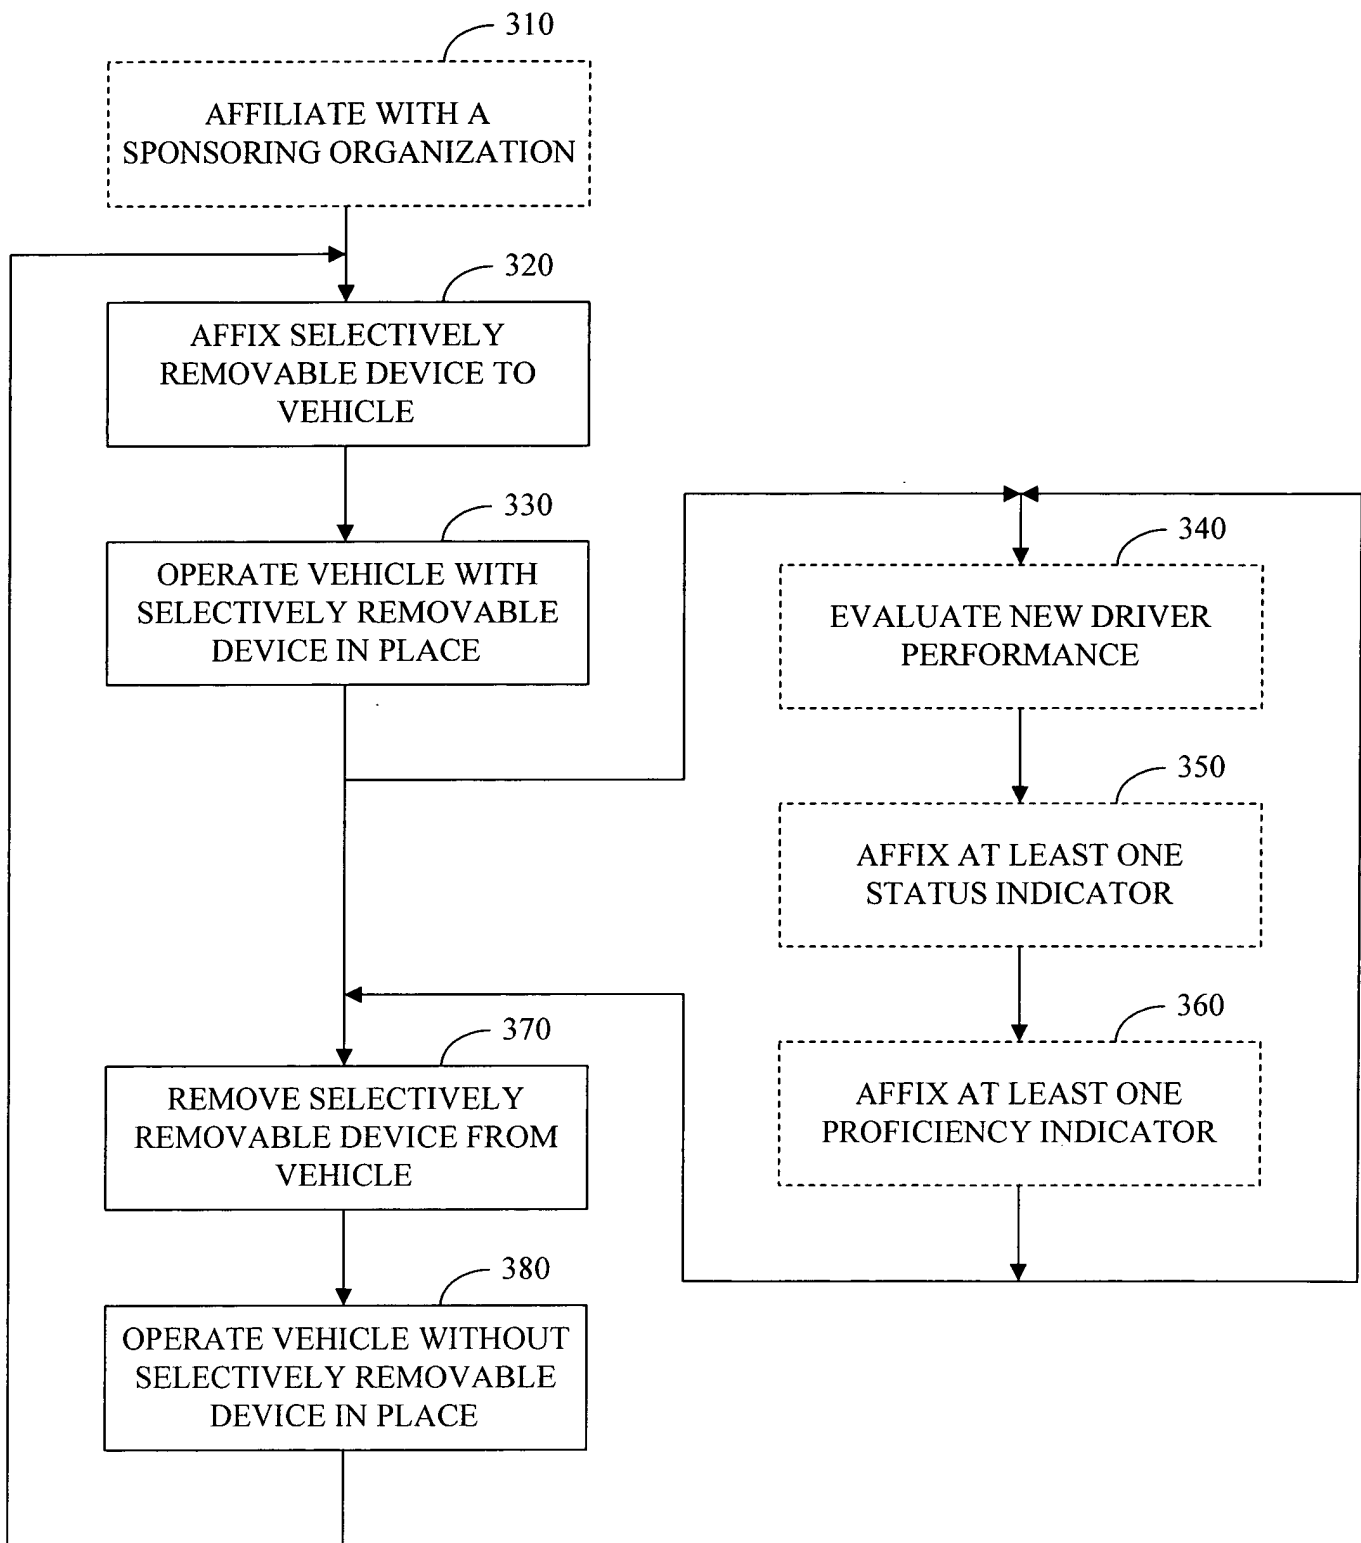 310
AFFILIATE WITH A
SPONSORING ORGANIZATION
320
AFFIX SELECTIVELY
REMOVABLE DEVICE TO
VEHICLE
330
OPERATE VEHICLE WITH
SELECTIVELY REMOVABLE
DEVICE IN PLACE
340
EVALUATE NEW DRIVER
PERFORMANCE
350
AFFIX AT LEAST ONE
STATUS INDICATOR
360
AFFIX AT LEAST ONE
PROFICIENCY INDICATOR
370
REMOVE SELECTIVELY
REMOVABLE DEVICE FROM
VEHICLE
380
OPERATE VEHICLE WITHOUT
SELECTIVELY REMOVABLE
DEVICE IN PLACE